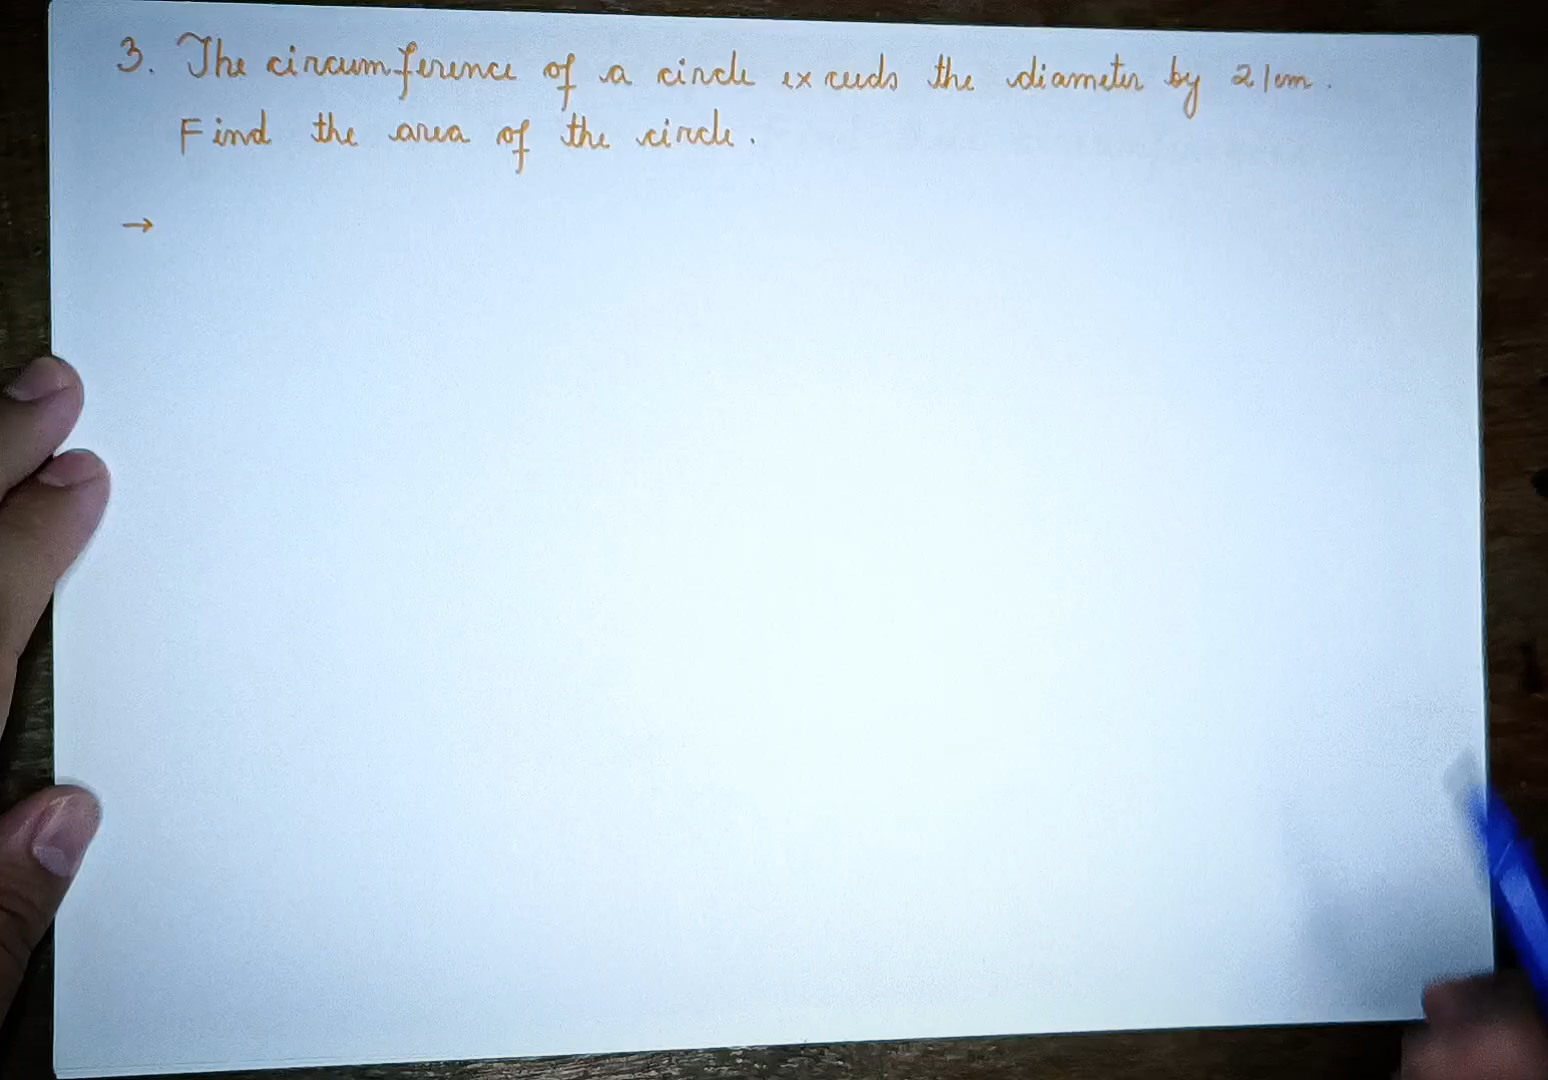 3. The circumference of a circle exceeds the diameter by 21cm.
Find the area of the circle.
→